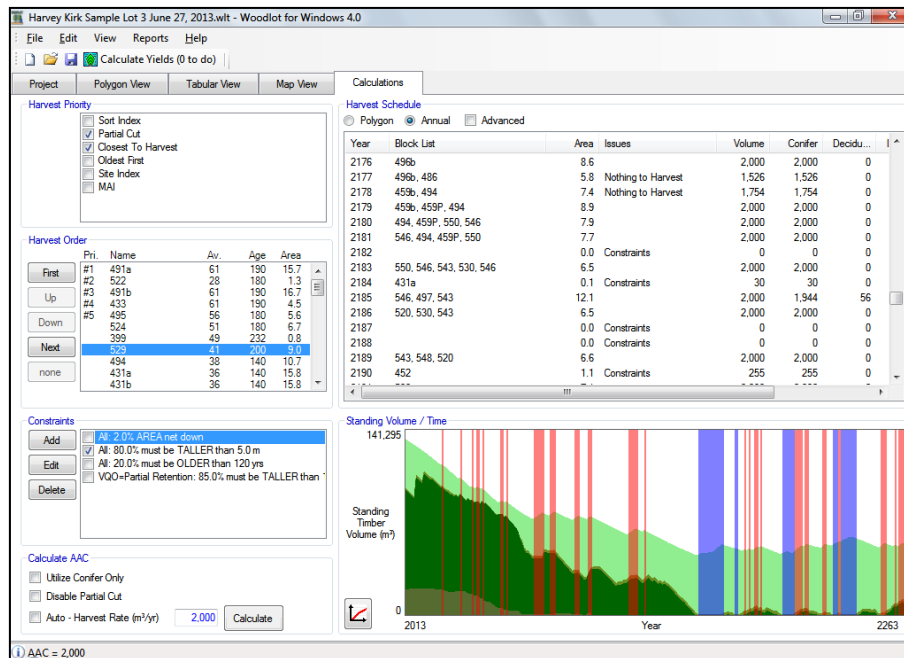 Harvey Kirk Sample Lot 3 June 27, 2013.wlt - Woodlot for Windows 4.0
File Edit View Reports Help
Calculate Yields (0 to do)
Project Polygon View Tabular View Map View Calculations
Harvest Priority
Sort Index
Partial Cut
Closest To Harvest
Oldest First
Site Index
MAI
Harvest Order
Pri. Name Av. Age Area
First
Up
Down
Next
none
#1 491a 61 190 15.7
#2 522 28 180 1.3
#3 491b 61 190 16.7
#4 433 61 190 4.5
#5 495 56 180 5.6
524 51 180 6.7
399 49 232 0.8
529 41 200 9.0
494 38 140 10.7
431a 36 140 15.8
431b 36 140 15.8
Constraints
Add
Edit
Delete
All: 2.0% AREA net down
All: 80.0% must be TALLER than 5.0 m
All: 20.0% must be OLDER than 120 yrs
VQO=Partial Retention: 85.0% must be TALLER than
Calculate AAC
Utilize Conifer Only
Disable Partial Cut
Auto - Harvest Rate (m³/yr) 2,000 Calculate
Harvest Schedule
Polygon Annual Advanced
Year Block List Area Issues Volume Conifer Decidu...
2176 496b 8.6 2,000 2,000 0
2177 496b, 486 5.8 Nothing to Harvest 1,526 1,526 0
2178 459b, 494 7.4 Nothing to Harvest 1,754 1,754 0
2179 459b, 459P, 494 8.9 2,000 2,000 0
2180 494, 459P, 550, 546 7.9 2,000 2,000 0
2181 546, 494, 459P, 550 7.7 2,000 2,000 0
2182 0.0 Constraints 0 0 0
2183 550, 546, 543, 530, 546 6.5 2,000 2,000 0
2184 431a 0.1 Constraints 30 30 0
2185 546, 497, 543 12.1 2,000 1,944 56
2186 520, 530, 543 6.5 2,000 2,000 0
2187 0.0 Constraints 0 0 0
2188 0.0 Constraints 0 0 0
2189 543, 548, 520 6.6 2,000 2,000 0
2190 452 1.1 Constraints 255 255 0
Standing Volume / Time
141,295
Standing
Timber
Volume (m³)
0
2013 Year 2263
AAC = 2,000